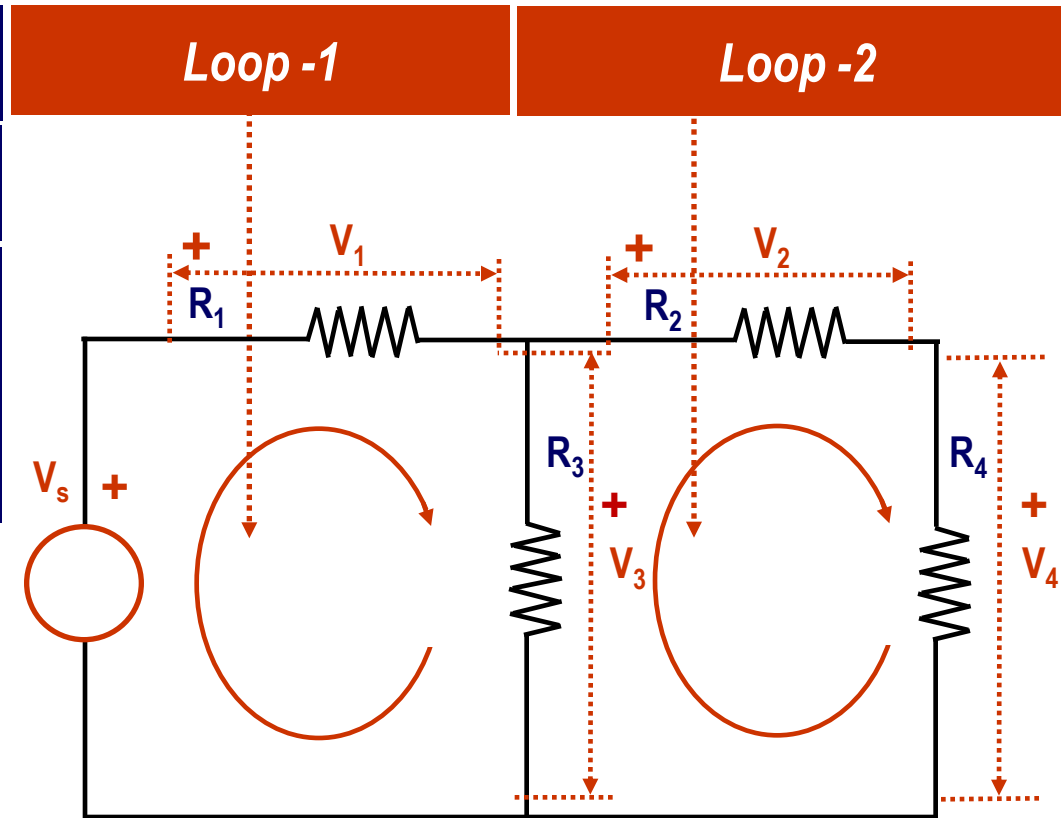 Loop -1
Loop -2
+ V₁
+ V₂
R₁
R₂
Vₛ +
R₃
+
V₃
R₄
+
V₄